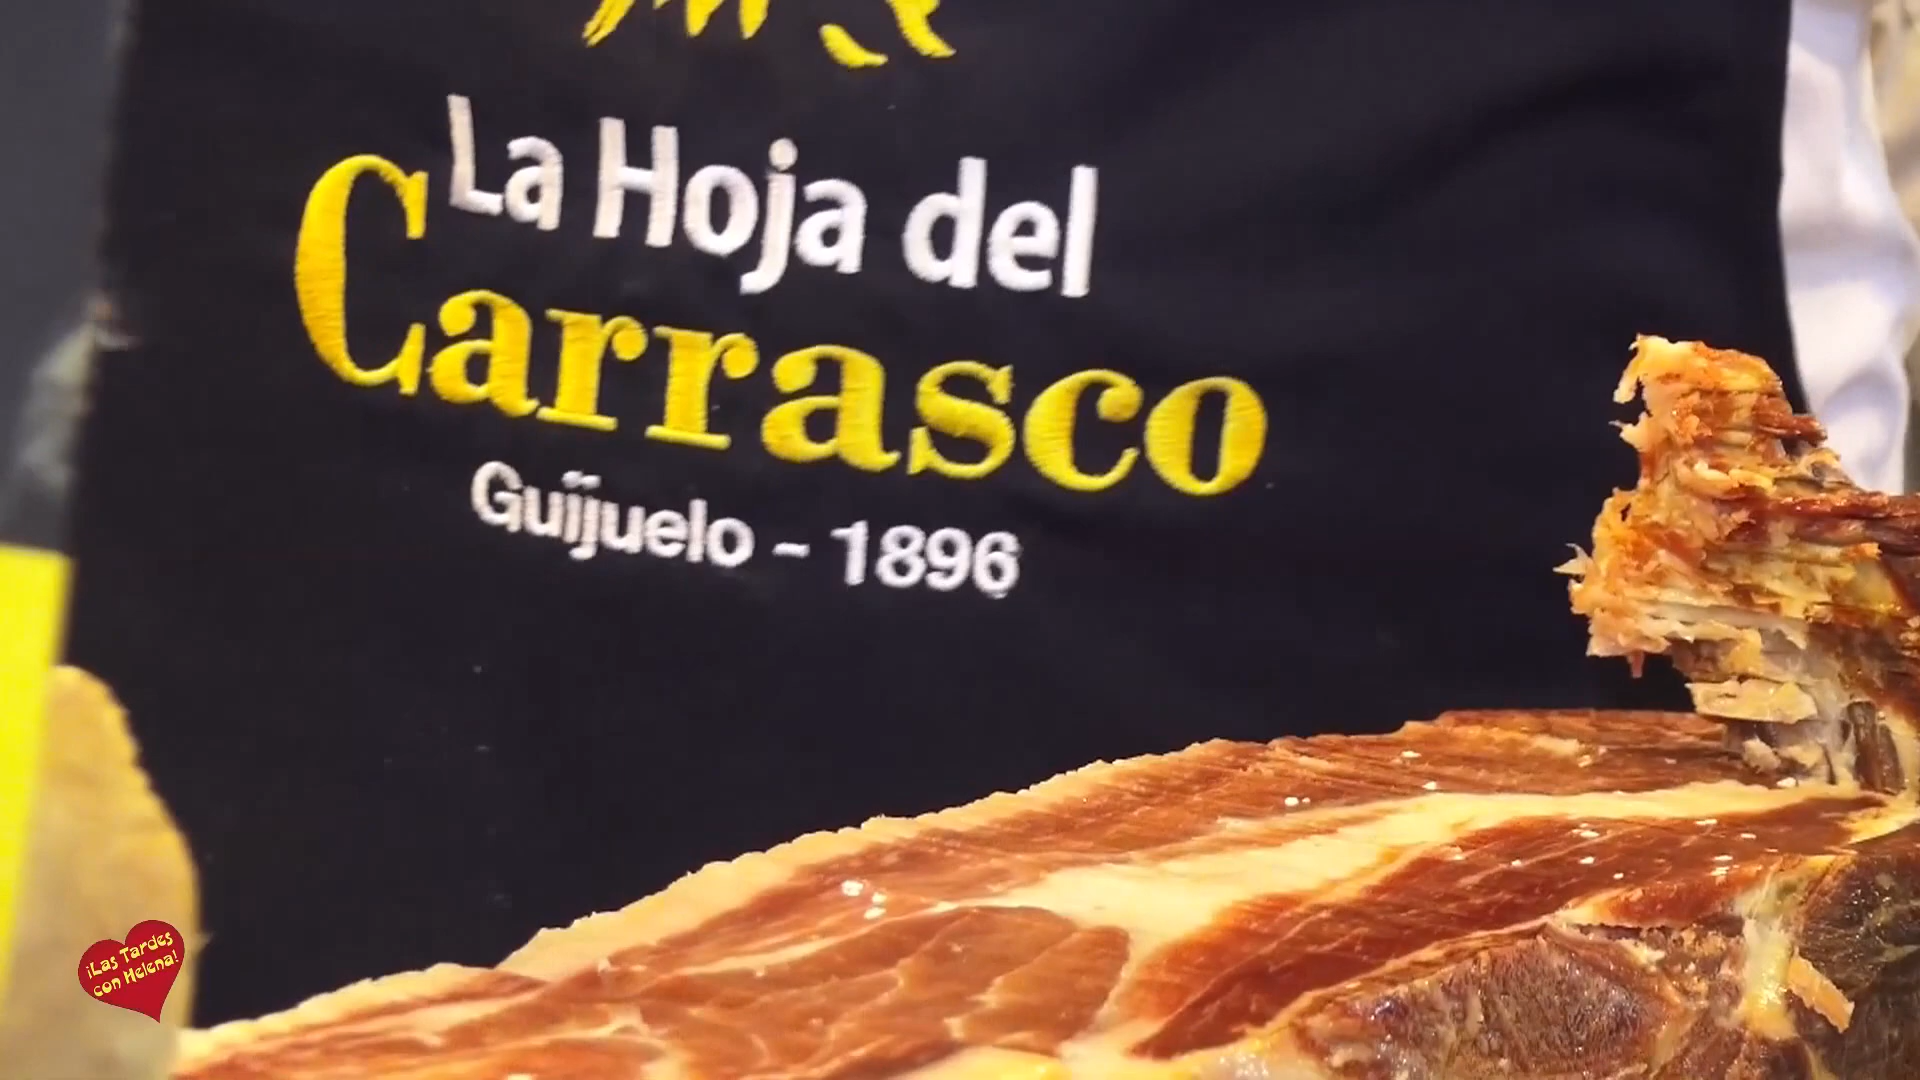 La Hoja del
Carrasco
Guijuelo - 1896
¡Las Tardes
con Helena!